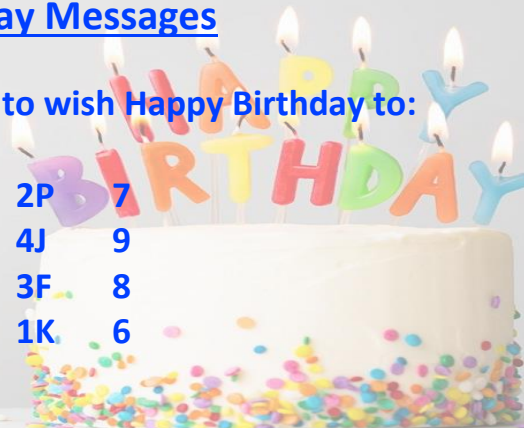 ay Messages
to wish Happy Birthday to:
HAPPY
BIRTHDAY
2P 7
4J 9
3F 8
1K 6